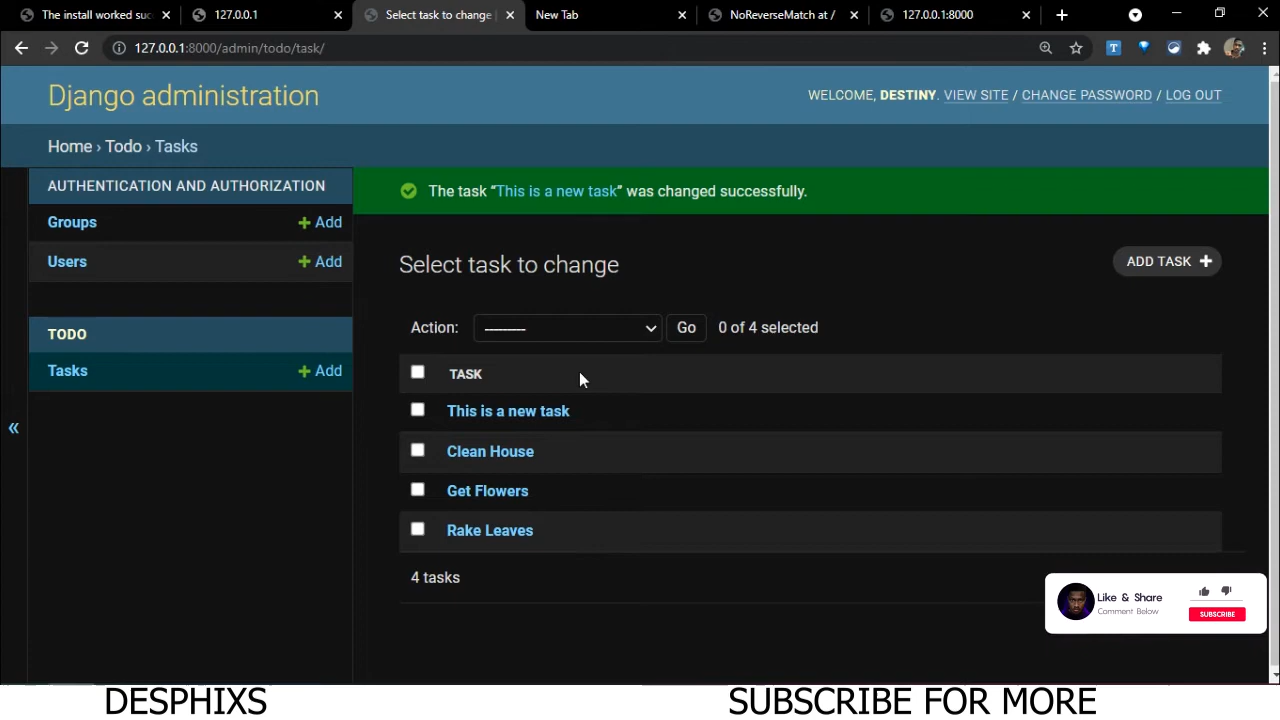 The install worked suc
127.0.0.1
Select task to change
New Tab
NoReverseMatch at /
127.0.0.1:8000
127.0.0.1:8000/admin/todo/task/
Django administration
WELCOME, DESTINY. VIEW SITE / CHANGE PASSWORD / LOG OUT
Home › Todo › Tasks
AUTHENTICATION AND AUTHORIZATION
Groups
Add
Users
Add
TODO
Tasks
Add
«
The task “This is a new task” was changed successfully.
Select task to change
ADD TASK
Action: --------- Go 0 of 4 selected
TASK
This is a new task
Clean House
Get Flowers
Rake Leaves
4 tasks
Like & Share
Comment Below
SUBSCRIBE
DESPHIXS
SUBSCRIBE FOR MORE